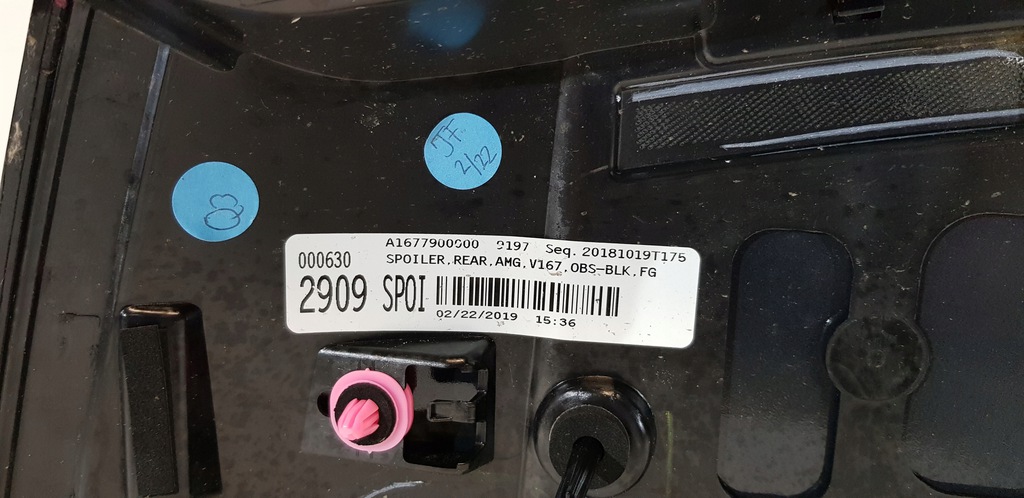 JF.
2/22
8
A1677900900 9197 Seq. 20181019T175
000630 SPOILER,REAR,AMG,V167,OBS-BLK,FG
2909 SPOI
02/22/2019 15:36